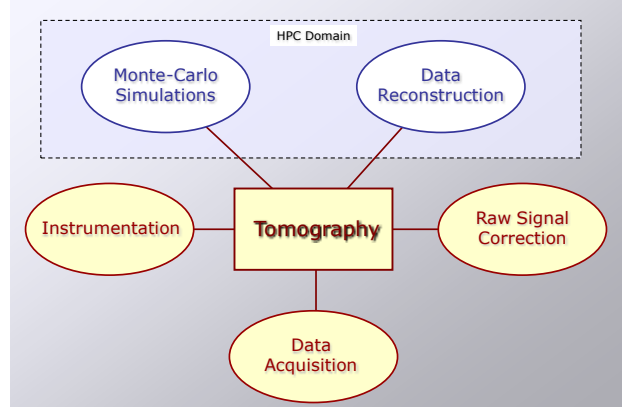 HPC Domain
Monte-Carlo
Simulations
Data
Reconstruction
Instrumentation
Tomography
Raw Signal
Correction
Data
Acquisition